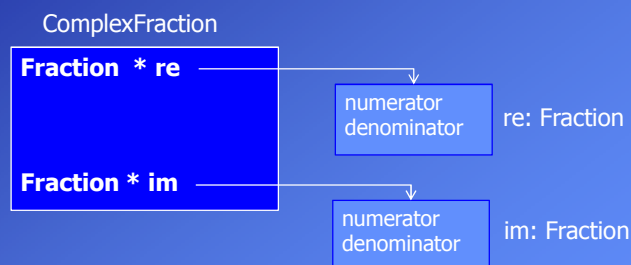 ComplexFraction
Fraction * re
numerator
denominator
re: Fraction
Fraction * im
numerator
denominator
im: Fraction